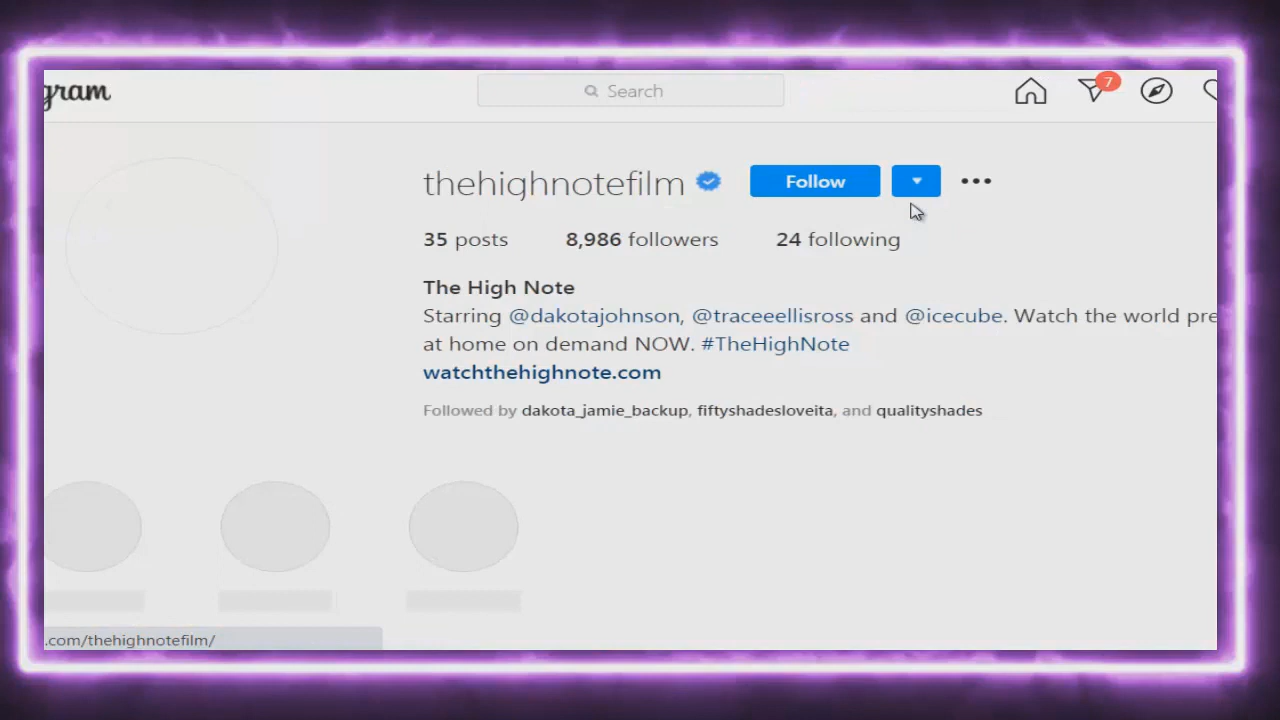 gram
Search
7
thehighnotefilm
Follow
35 posts 8,986 followers 24 following
The High Note
Starring @dakotajohnson, @traceeellisross and @icecube. Watch the world pre
at home on demand NOW. #TheHighNote
watchthehighnote.com
Followed by dakota_jamie_backup, fiftyshadesloveita, and qualityshades
.com/thehighnotefilm/